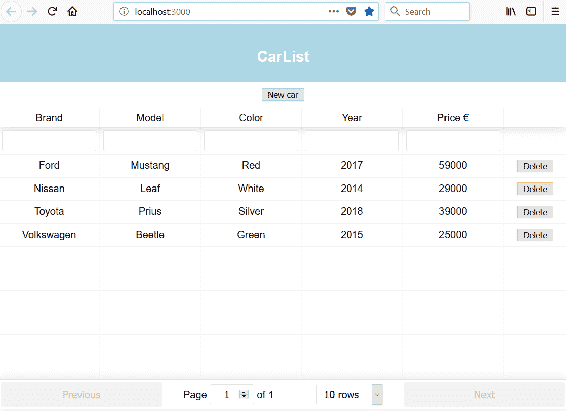 localhost:3000
Search
CarList
New car
Brand Model Color Year Price €
Ford Mustang Red 2017 59000 Delete
Nissan Leaf White 2014 29000 Delete
Toyota Prius Silver 2018 39000 Delete
Volkswagen Beetle Green 2015 25000 Delete
Previous Page 1 of 1 10 rows Next